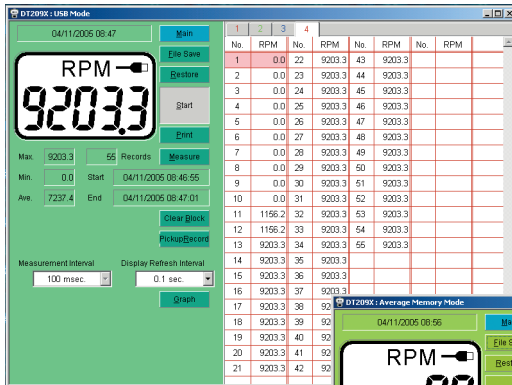 DT209X : USB Mode
04/11/2005 08:47
Main
File Save
Restore
Start
Print
RPM
9203.3
Max. 9203.3 55 Records Measure
Min. 0.0 Start 04/11/2005 08:46:55
Ave. 7237.4 End 04/11/2005 08:47:01
Clear Block
PickupRecord
Measurement Interval Display Refresh Interval
100 msec. 0.1 sec.
Graph
1 2 3 4
No. RPM No. RPM No. RPM No. RPM
1 0.0 22 9203.3 43 9203.3
2 0.0 23 9203.3 44 9203.3
3 0.0 24 9203.3 45 9203.3
4 0.0 25 9203.3 46 9203.3
5 0.0 26 9203.3 47 9203.3
6 0.0 27 9203.3 48 9203.3
7 0.0 28 9203.3 49 9203.3
8 0.0 29 9203.3 50 9203.3
9 0.0 30 9203.3 51 9203.3
10 0.0 31 9203.3 52 9203.3
11 1156.2 32 9203.3 53 9203.3
12 1156.2 33 9203.3 54 9203.3
13 9203.3 34 9203.3 55 9203.3
14 9203.3 35 9203.3
15 9203.3 36 9203.3
16 9203.3 37 9203.3
17 9203.3 38 92
18 9203.3 39 92
19 9203.3 40 92
20 9203.3 41 92
21 9203.3 42 92
DT209X : Average Memory Mode
04/11/2005 08:56
RPM